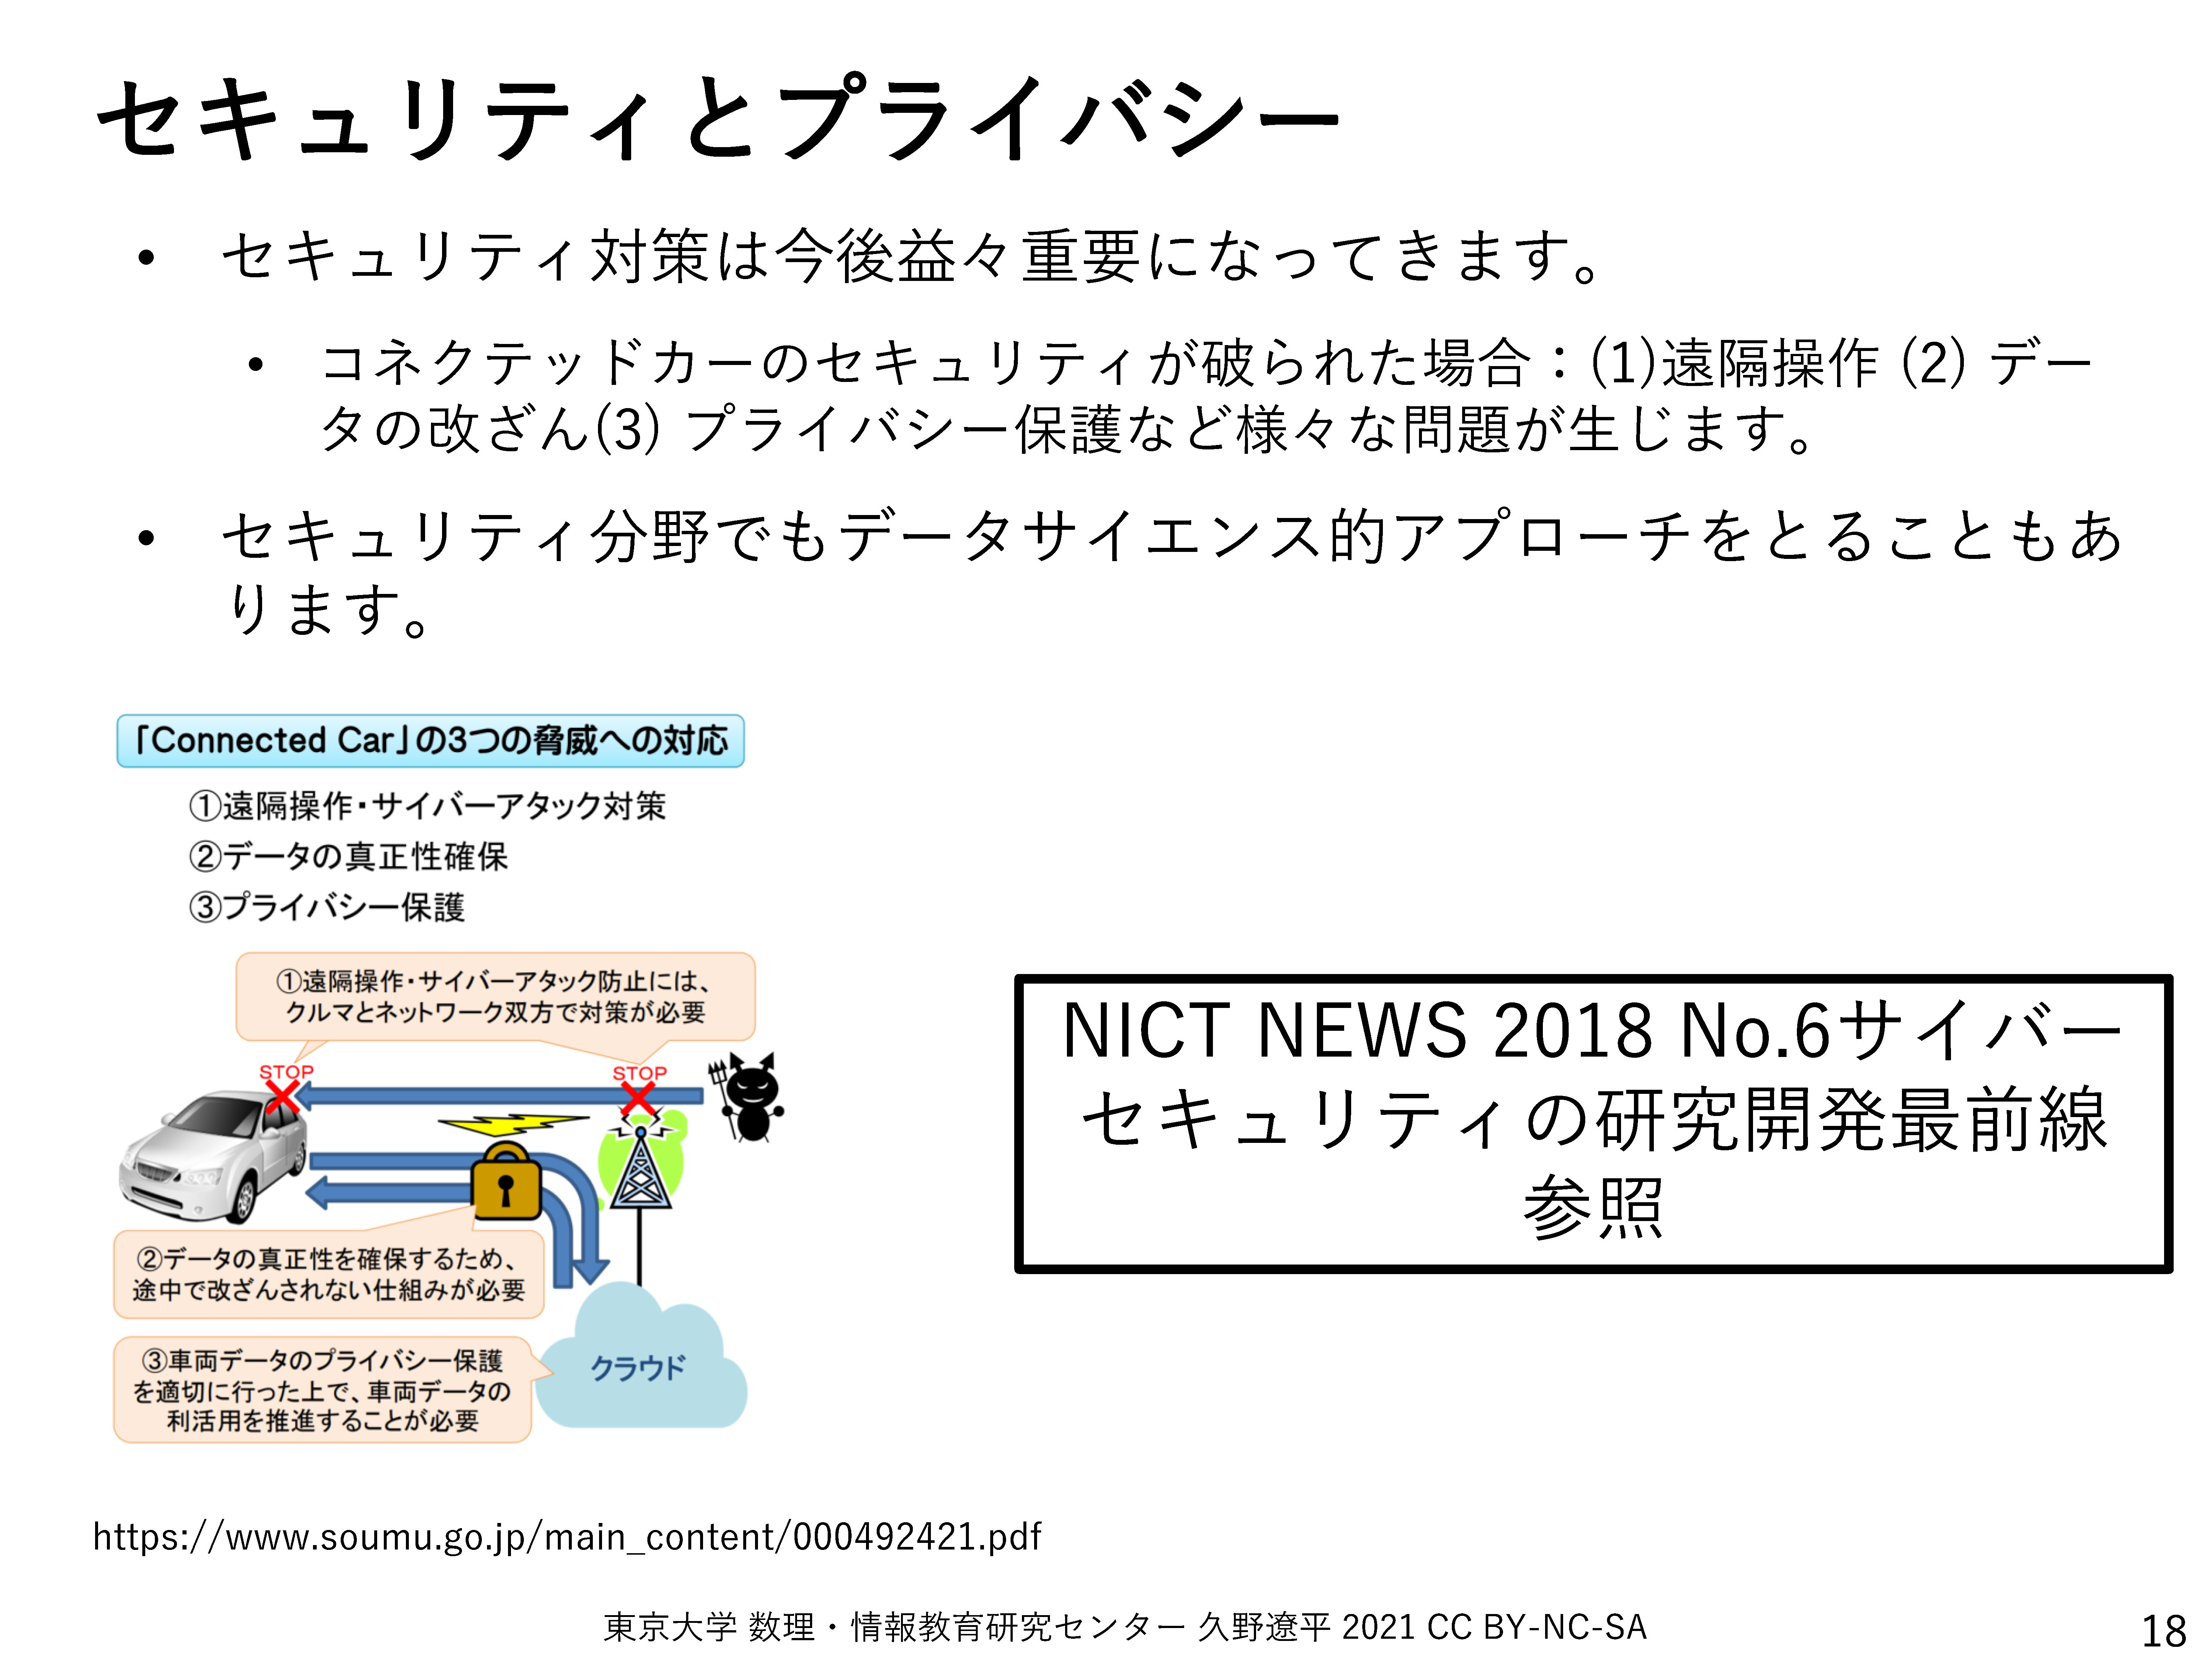 セキュリティとプライバシー
• セキュリティ対策は今後益々重要になってきます。
• コネクテッドカーのセキュリティが破られた場合：(1)遠隔操作 (2) デー
タの改ざん(3) プライバシー保護など様々な問題が生じます。
• セキュリティ分野でもデータサイエンス的アプローチをとることもあ
ります。
「Connected Car」の3つの脅威への対応
①遠隔操作・サイバーアタック対策
②データの真正性確保
③プライバシー保護
①遠隔操作・サイバーアタック防止には、
クルマとネットワーク双方で対策が必要
STOP
STOP
②データの真正性を確保するため、
途中で改ざんされない仕組みが必要
③車両データのプライバシー保護
を適切に行った上で、車両データの
利活用を推進することが必要
クラウド
NICT NEWS 2018 No.6サイバー
セキュリティの研究開発最前線
参照
https://www.soumu.go.jp/main_content/000492421.pdf
東京大学 数理・情報教育研究センター 久野遼平 2021 CC BY-NC-SA
18